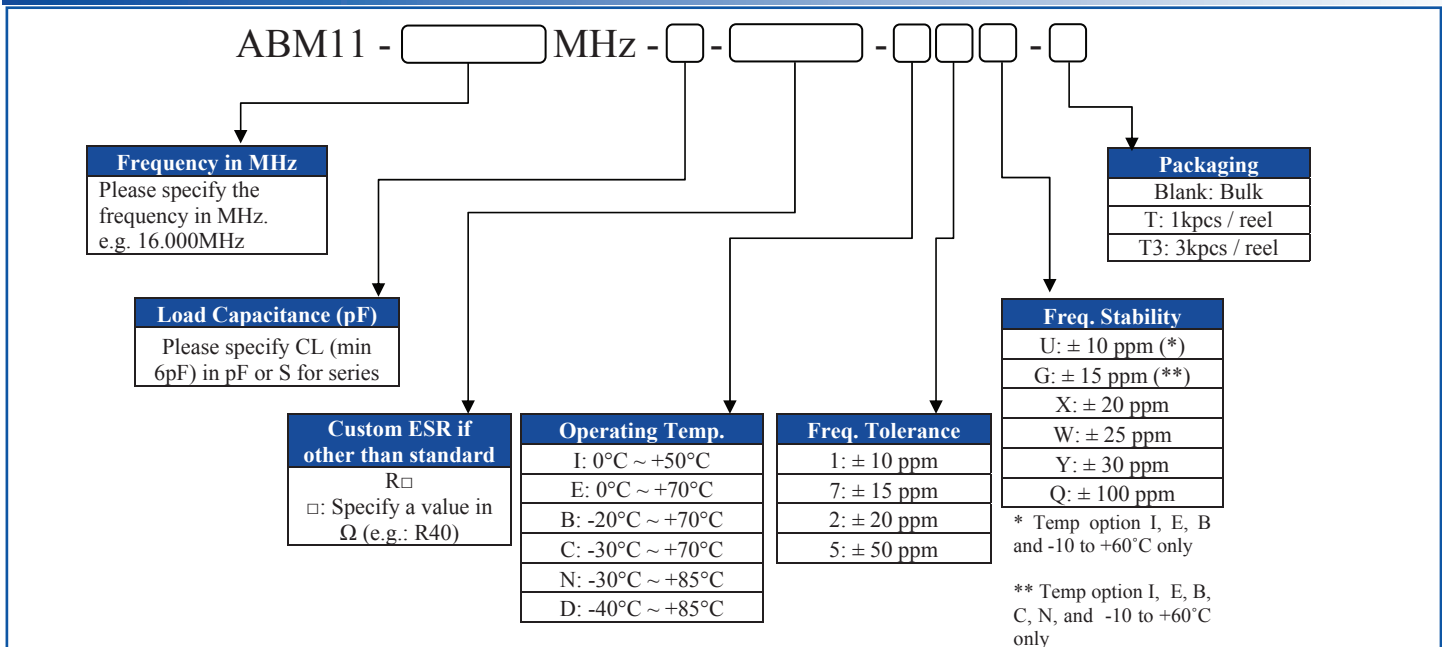 ABM11 - MHz - - -
Frequency in MHz
Please specify the
frequency in MHz.
e.g. 16.000MHz
Load Capacitance (pF)
Please specify CL (min
6pF) in pF or S for series
Custom ESR if
other than standard
R□
□: Specify a value in
Ω (e.g.: R40)
Operating Temp.
I: 0°C ~ +50°C
E: 0°C ~ +70°C
B: -20°C ~ +70°C
C: -30°C ~ +70°C
N: -30°C ~ +85°C
D: -40°C ~ +85°C
Freq. Tolerance
1: ± 10 ppm
7: ± 15 ppm
2: ± 20 ppm
5: ± 50 ppm
Freq. Stability
U: ± 10 ppm (*)
G: ± 15 ppm (**)
X: ± 20 ppm
W: ± 25 ppm
Y: ± 30 ppm
Q: ± 100 ppm
* Temp option I, E, B
and -10 to +60˚C only
** Temp option I, E, B,
C, N, and -10 to +60˚C
only
Packaging
Blank: Bulk
T: 1kpcs / reel
T3: 3kpcs / reel